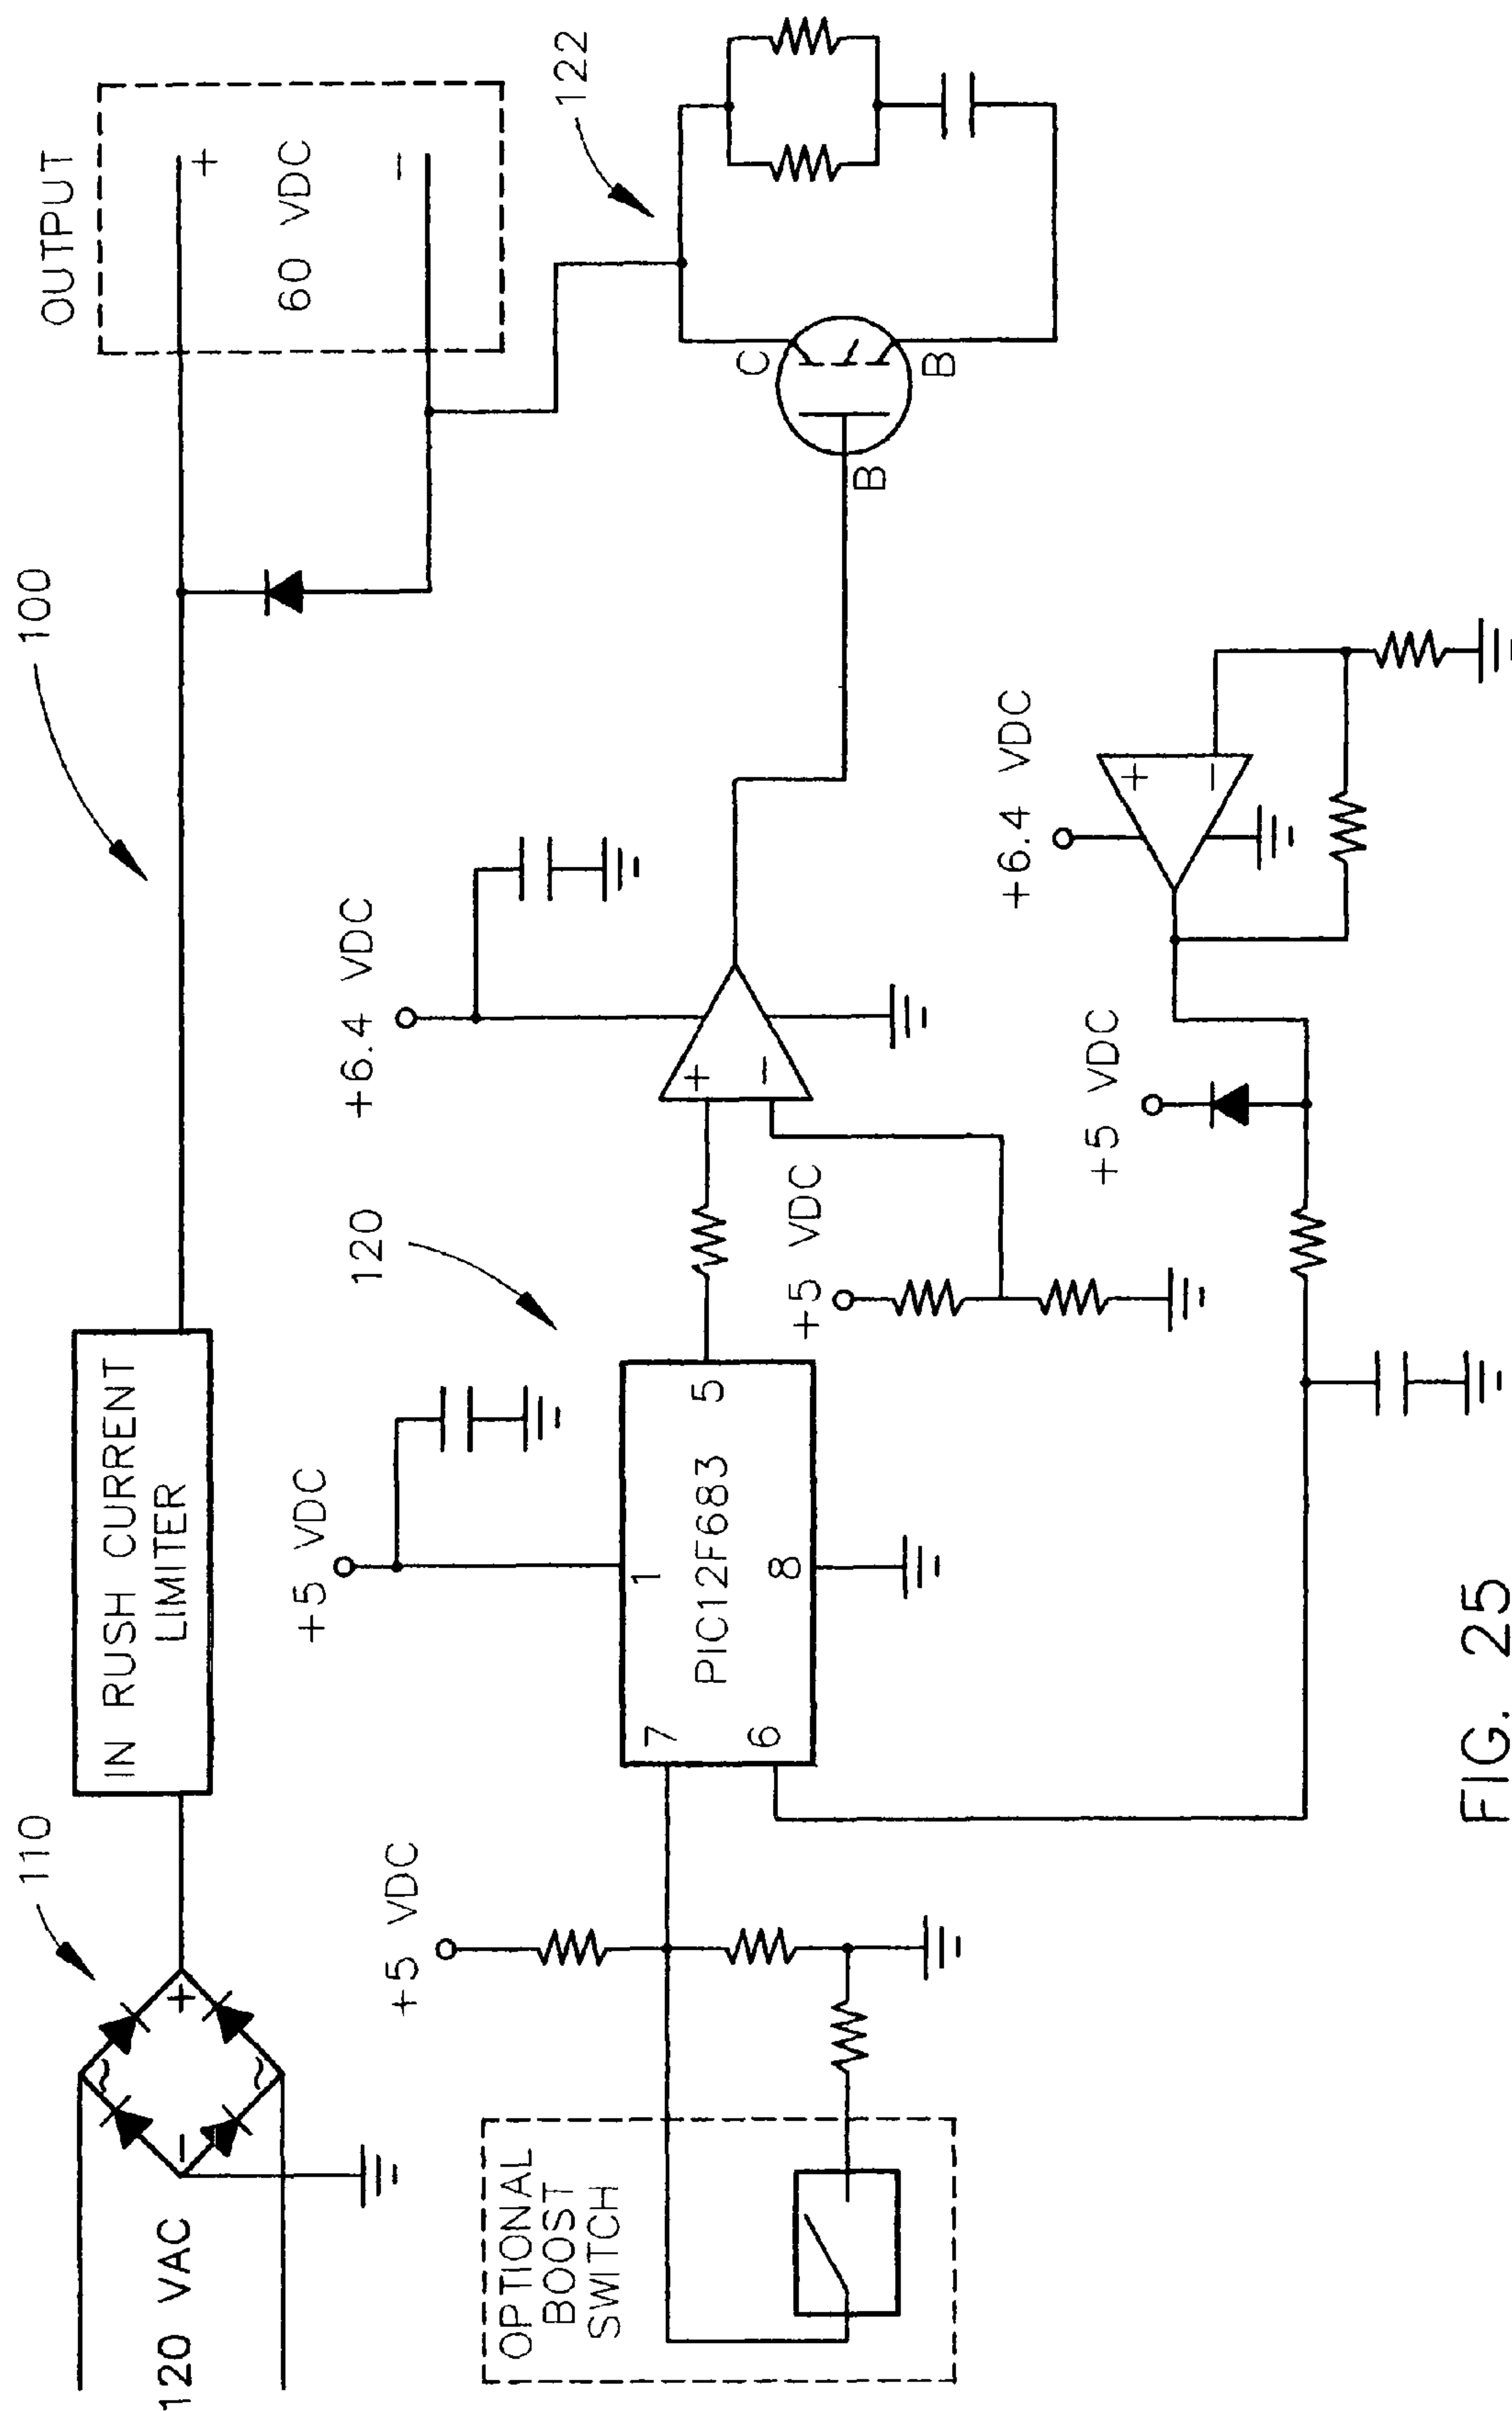 120 VAC
~
~
+
−
110
IN RUSH CURRENT
LIMITER
100
OUTPUT
+
60 VDC
−
122
C
B
B
OPTIONAL
BOOST
SWITCH
+5 VDC
+5 VDC
120
7
6
1
8
5
PIC12F683
+5 VDC
+6.4 VDC
+
−
+5 VDC
+6.4 VDC
+
−
FIG. 25